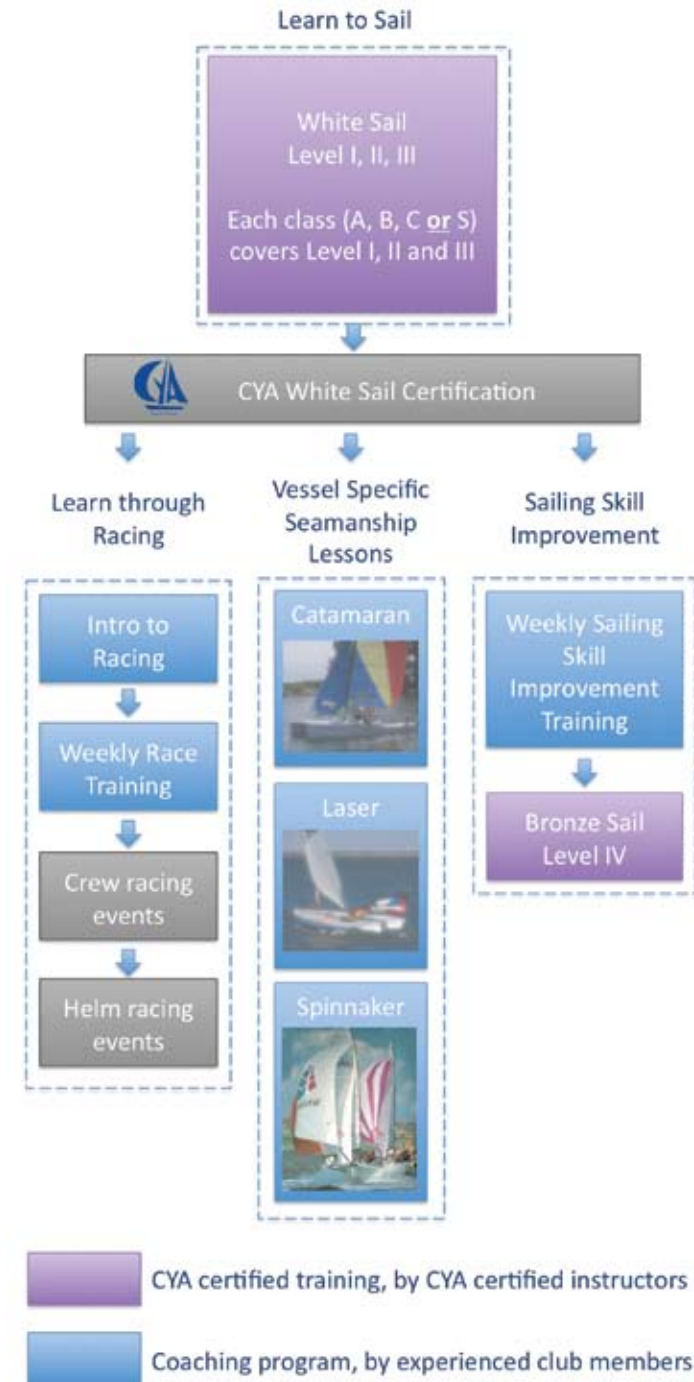 Learn to Sail
White Sail
Level I, II, III
Each class (A, B, C or S)
covers Level I, II and III
CYA
CYA White Sail Certification
Learn through
Racing
Intro to
Racing
Weekly Race
Training
Crew racing
events
Helm racing
events
Vessel Specific
Seamanship
Lessons
Catamaran
Laser
Spinnaker
Sailing Skill
Improvement
Weekly Sailing
Skill
Improvement
Training
Bronze Sail
Level IV
CYA certified training, by CYA certified instructors
Coaching program, by experienced club members